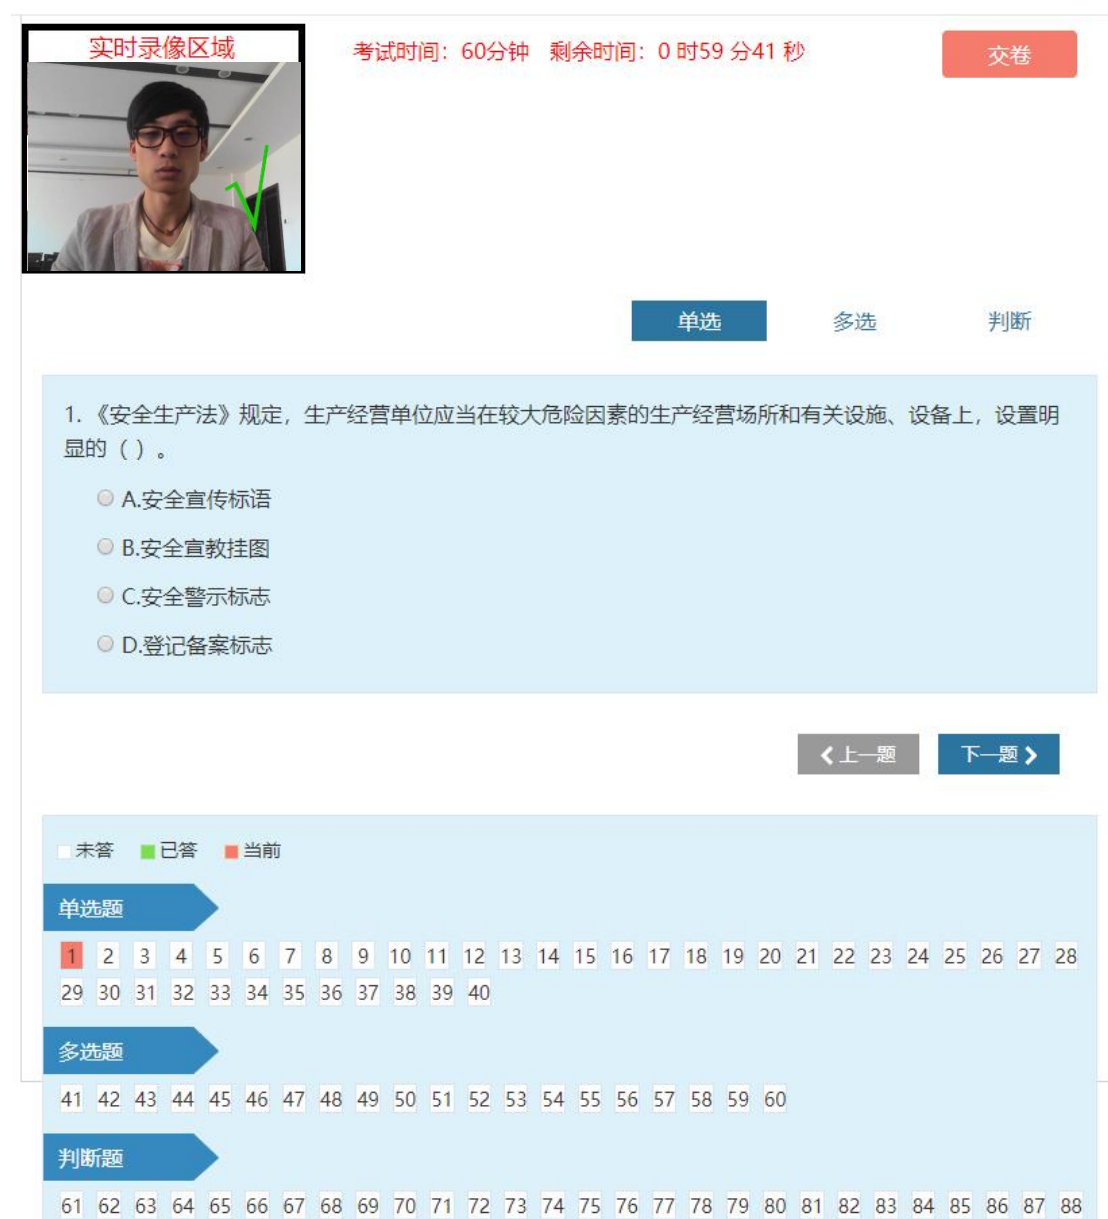 实时录像区域
考试时间：60分钟 剩余时间：0 时59 分41 秒
交卷
单选 多选 判断
1.《安全生产法》规定，生产经营单位应当在较大危险因素的生产经营场所和有关设施、设备上，设置明
显的（ ）。
A.安全宣传标语
B.安全宣教挂图
C.安全警示标志
D.登记备案标志
上一题 下一题
未答 已答 当前
单选题
1 2 3 4 5 6 7 8 9 10 11 12 13 14 15 16 17 18 19 20 21 22 23 24 25 26 27 28
29 30 31 32 33 34 35 36 37 38 39 40
多选题
41 42 43 44 45 46 47 48 49 50 51 52 53 54 55 56 57 58 59 60
判断题
61 62 63 64 65 66 67 68 69 70 71 72 73 74 75 76 77 78 79 80 81 82 83 84 85 86 87 88